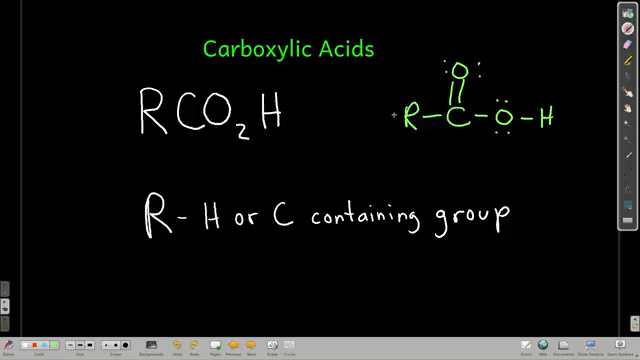 Carboxylic Acids
RCO2H
O
R-C-O-H
R- H or C containing group